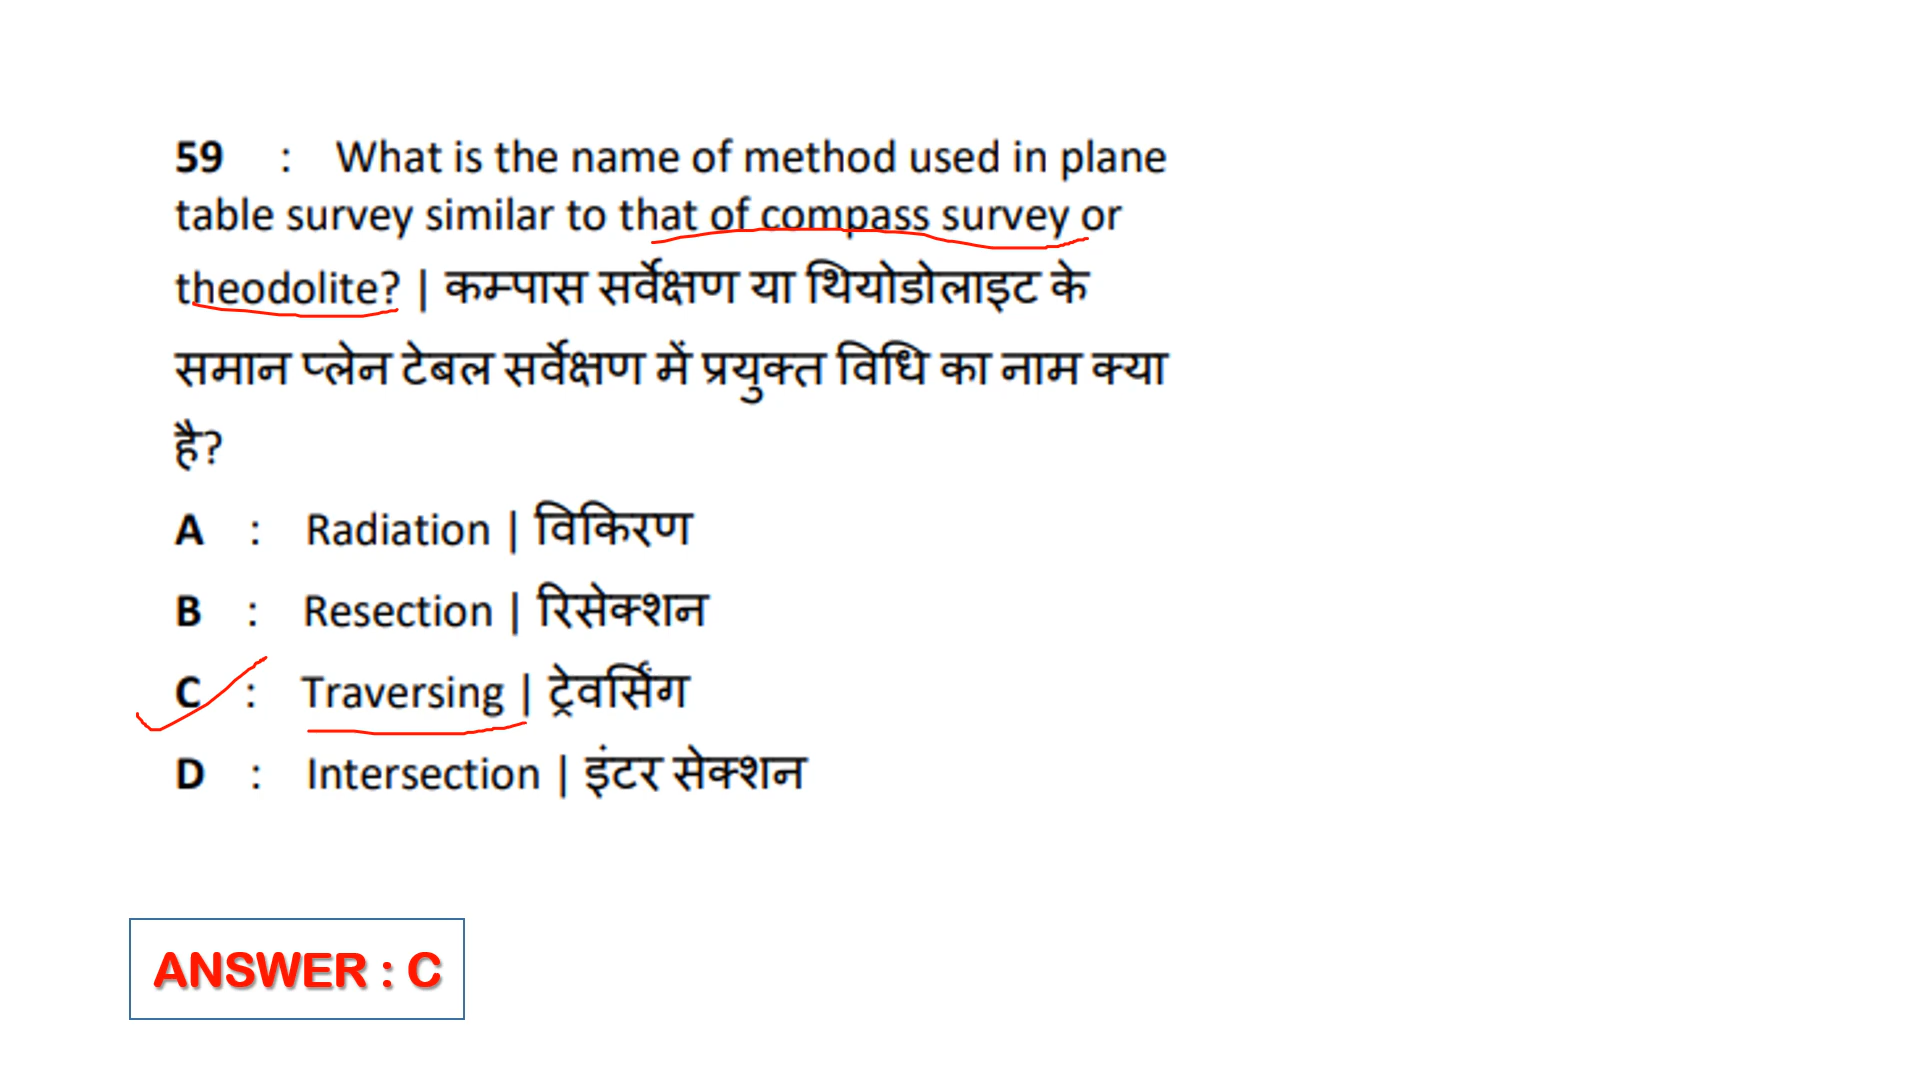 59 : What is the name of method used in plane
table survey similar to that of compass survey or
theodolite? | कम्पास सर्वेक्षण या थियोडोलाइट के
समान प्लेन टेबल सर्वेक्षण में प्रयुक्त विधि का नाम क्या
है?
A : Radiation | विकिरण
B : Resection | रिसेक्शन
C : Traversing | ट्रेवर्सिंग
D : Intersection | इंटर सेक्शन
ANSWER : C